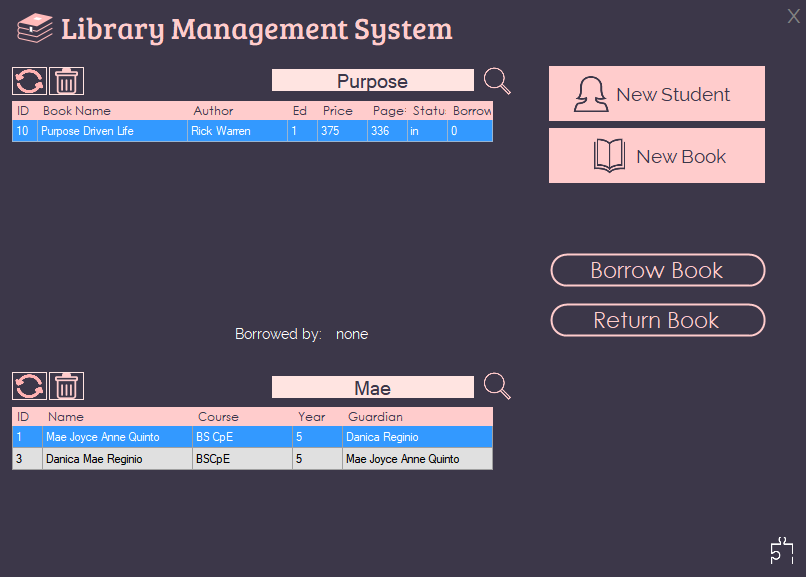 Library Management System
X
Purpose
New Student
ID Book Name Author Ed Price Page Statu Borrow
10 Purpose Driven Life Rick Warren 1 375 336 in 0
New Book
Borrow Book
Return Book
Borrowed by: none
Mae
ID Name Course Year Guardian
1 Mae Joyce Anne Quinto BS CpE 5 Danica Reginio
3 Danica Mae Reginio BSCpE 5 Mae Joyce Anne Quinto
5